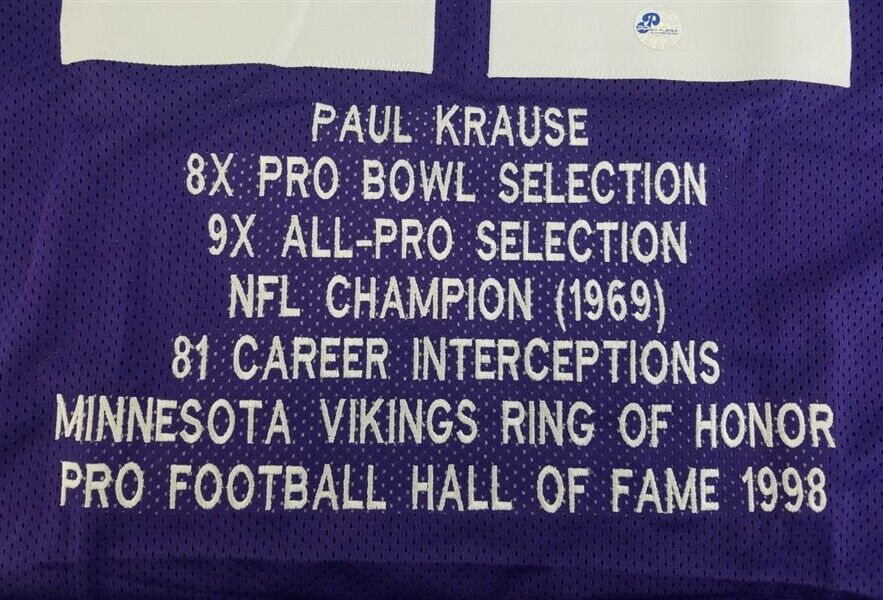 PAUL KRAUSE
8X PRO BOWL SELECTION
9X ALL-PRO SELECTION
NFL CHAMPION (1969)
81 CAREER INTERCEPTIONS
MINNESOTA VIKINGS RING OF HONOR
PRO FOOTBALL HALL OF FAME 1998